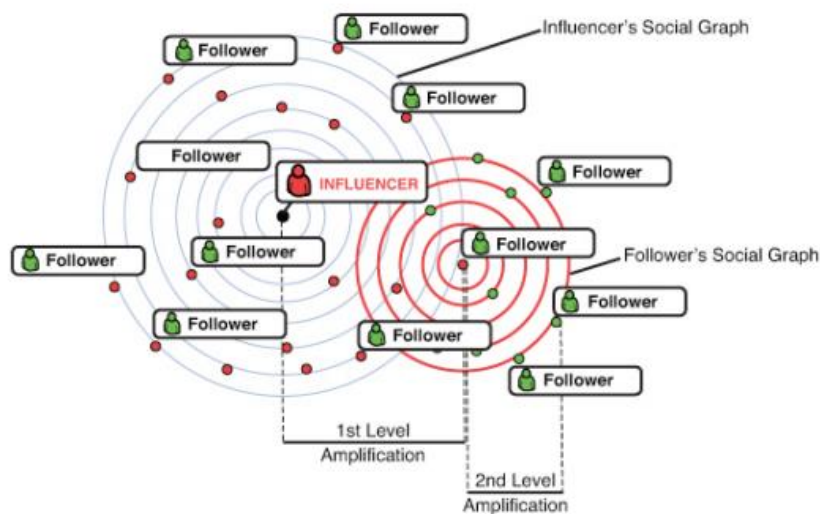 Follower
Influencer's Social Graph
Follower
Follower
Follower
INFLUENCER
Follower
Follower
Follower
Follower's Social Graph
Follower
Follower
Follower
Follower
Follower
1st Level
Amplification
2nd Level
Amplification